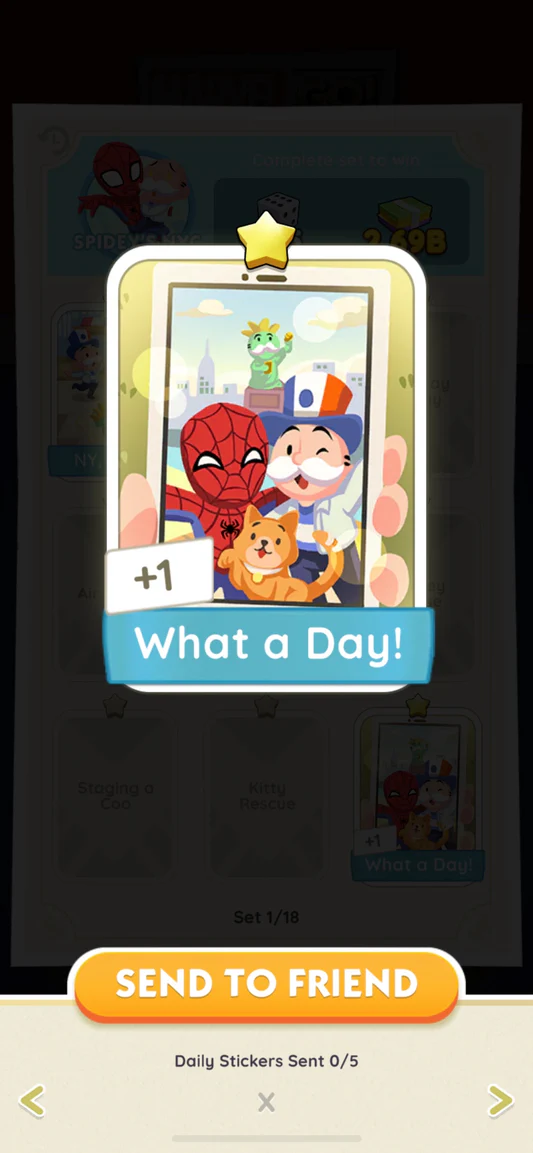 Complete set to win
SPIDEY'S NYC
2.69B
+1
What a Day!
Staging a
Coo
Kitty
Rescue
+1
What a Day!
Set 1/18
SEND TO FRIEND
Daily Stickers Sent 0/5
X